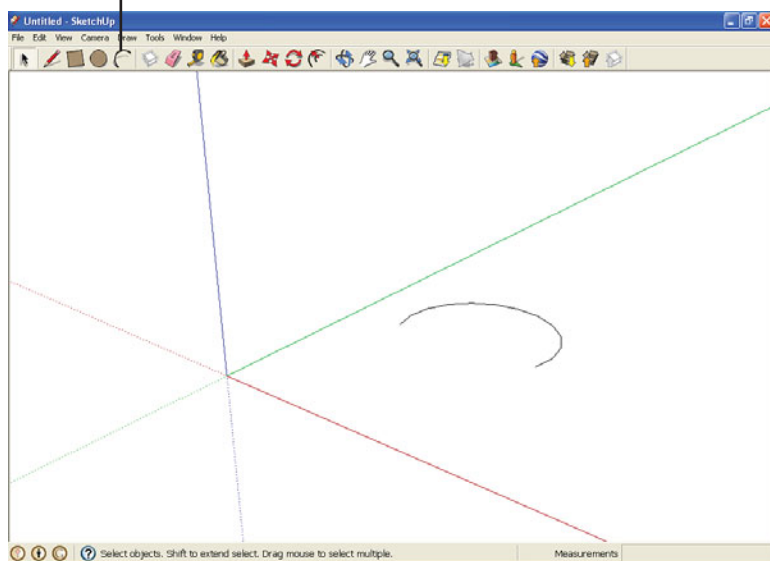 Untitled - SketchUp
File Edit View Camera Draw Tools Window Help
Select objects. Shift to extend select. Drag mouse to select multiple. Measurements